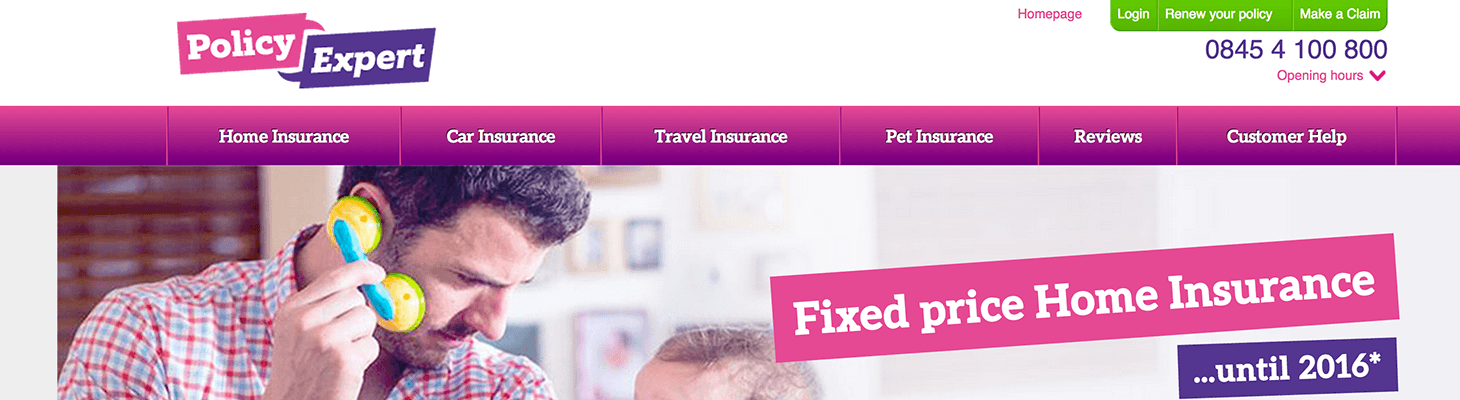 Policy
Expert
Homepage
Login Renew your policy Make a Claim
0845 4 100 800
Opening hours
Home Insurance Car Insurance Travel Insurance Pet Insurance Reviews Customer Help
Fixed price Home Insurance
...until 2016*